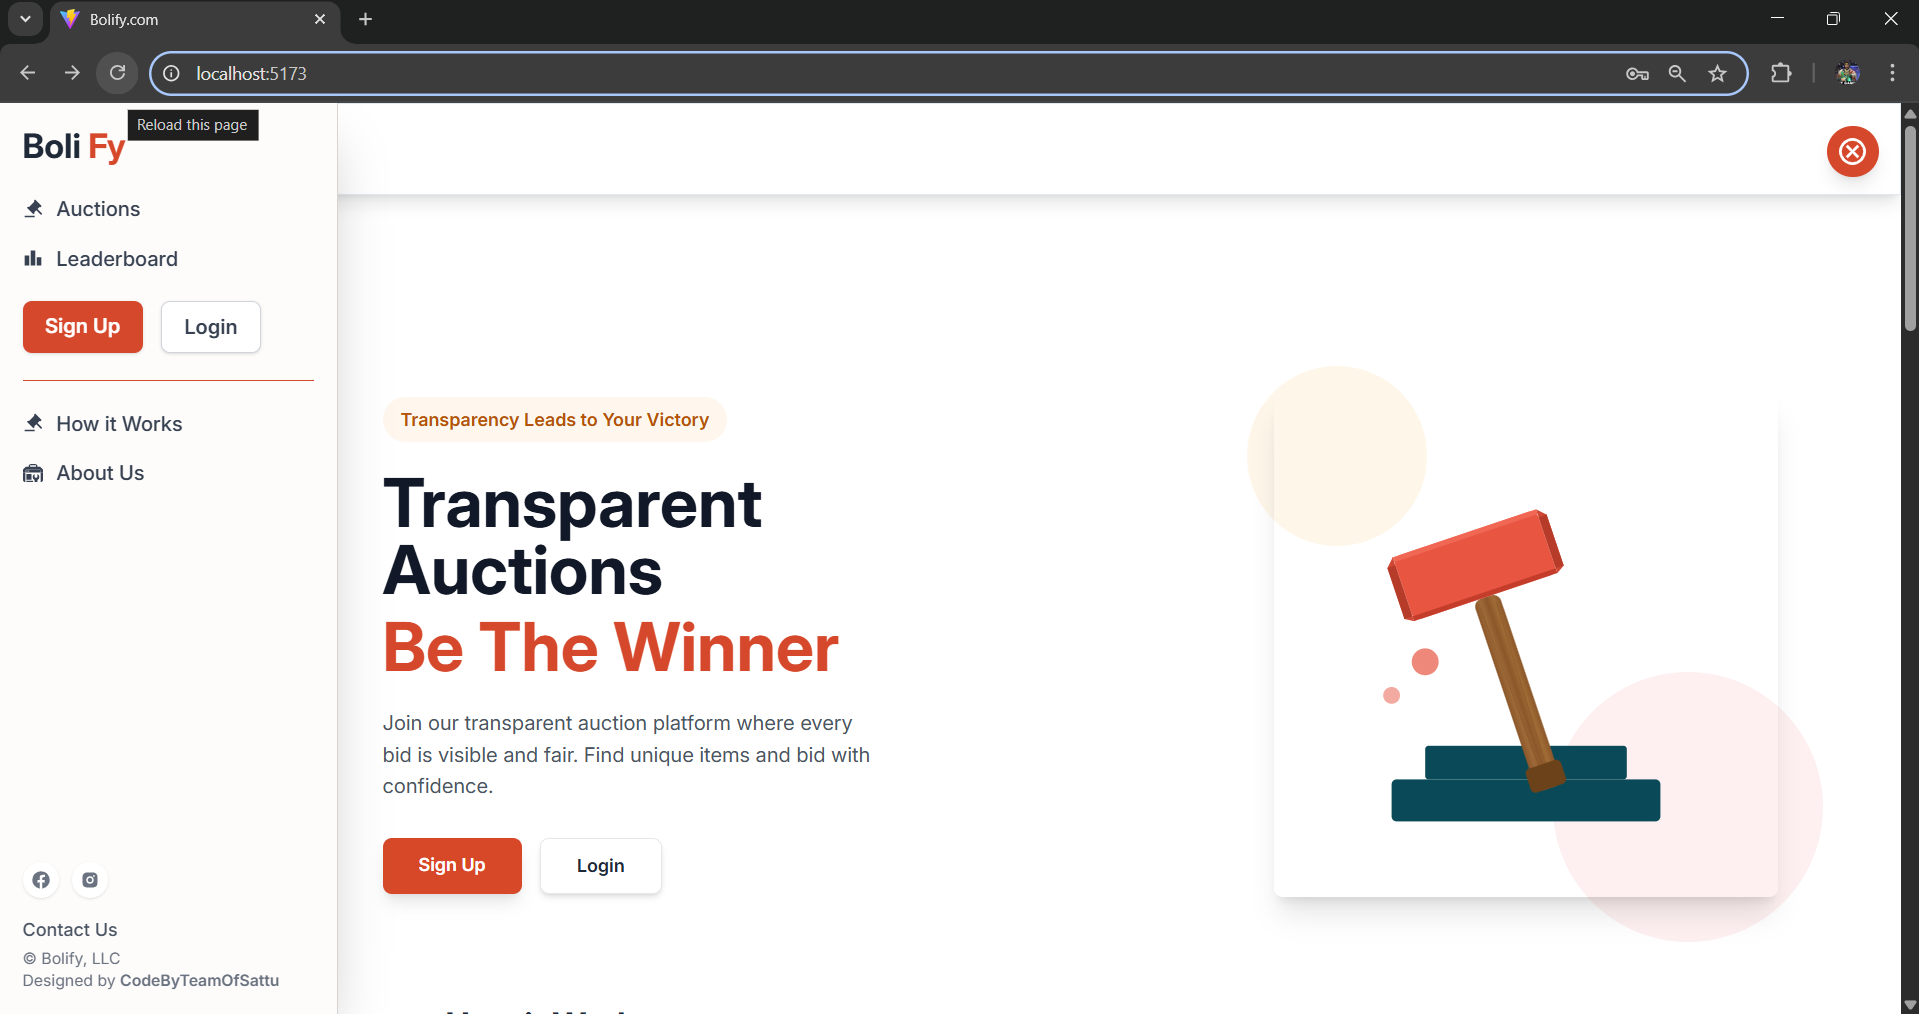 Bolify.com
localhost:5173
Reload this page
Boli Fy
Auctions
Leaderboard
Sign Up
Login
How it Works
About Us
Contact Us
© Bolify, LLC
Designed by CodeByTeamOfSattu
Transparency Leads to Your Victory
Transparent
Auctions
Be The Winner
Join our transparent auction platform where every
bid is visible and fair. Find unique items and bid with
confidence.
Sign Up
Login